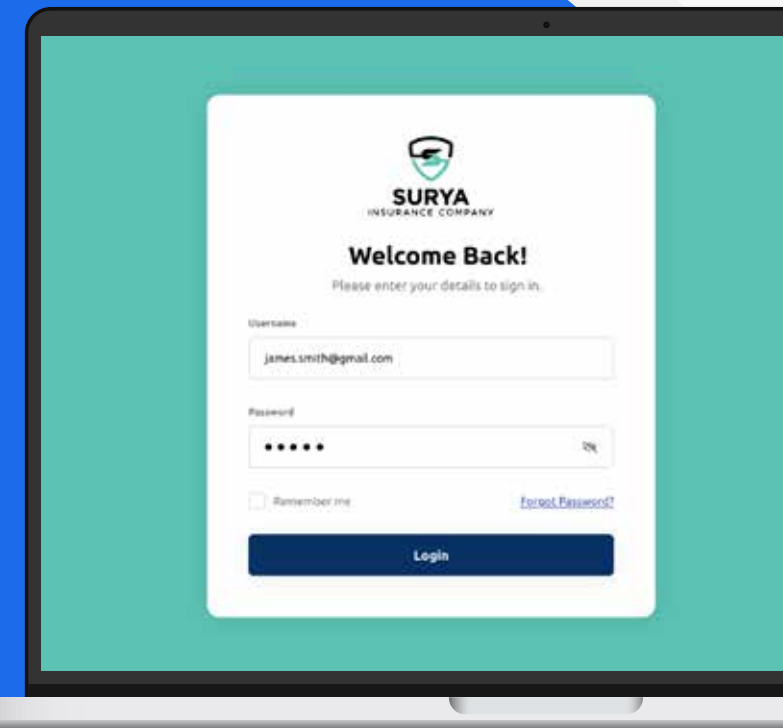 SURYA
INSURANCE COMPANY
Welcome Back!
Please enter your details to sign in.
Username
james.smith@gmail.com
Password
Remember me
Forgot Password?
Login